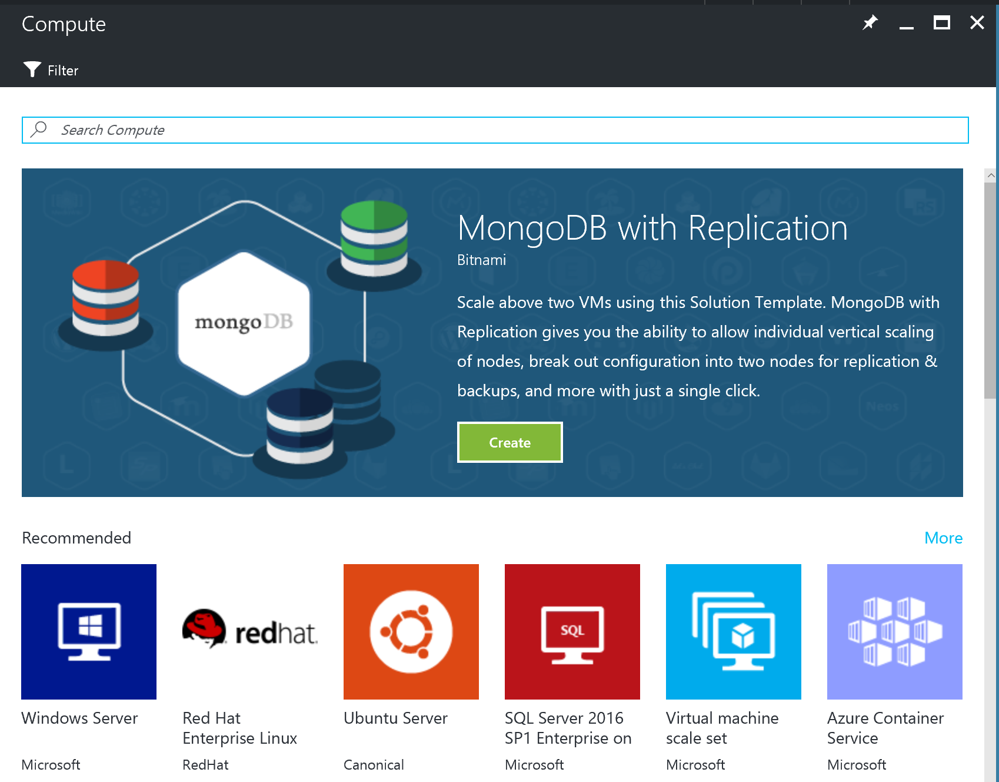 Compute
Filter
Search Compute
mongoDB
MongoDB with Replication
Bitnami
Scale above two VMs using this Solution Template. MongoDB with
Replication gives you the ability to allow individual vertical scaling
of nodes, break out configuration into two nodes for replication &
backups, and more with just a single click.
Create
Neos
Recommended
More
redhat.
SQL
Windows Server
Microsoft
Red Hat
Enterprise Linux
RedHat
Ubuntu Server
Canonical
SQL Server 2016
SP1 Enterprise on
Microsoft
Virtual machine
scale set
Microsoft
Azure Container
Service
Microsoft